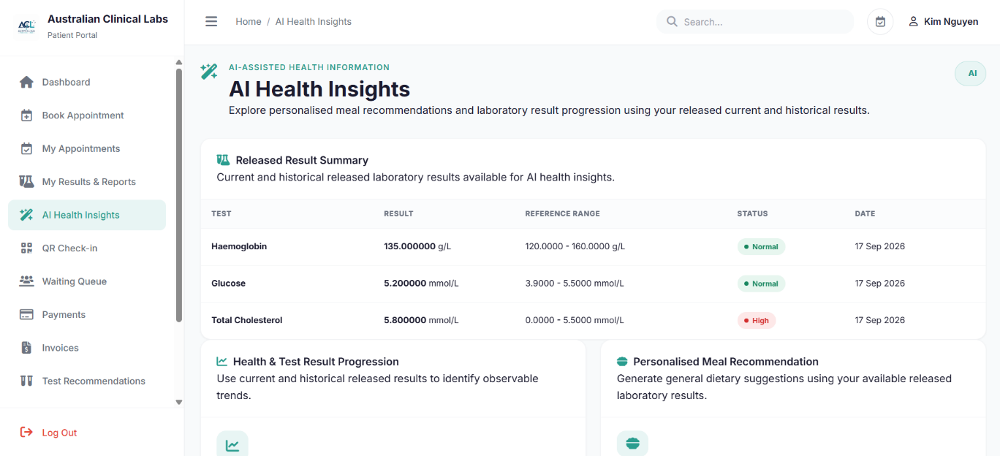 ACL
Australian Clinical Labs
Patient Portal
Home / AI Health Insights
Search...
Kim Nguyen
Dashboard
Book Appointment
My Appointments
My Results & Reports
AI Health Insights
QR Check-in
Waiting Queue
Payments
Invoices
Test Recommendations
Log Out
AI-ASSISTED HEALTH INFORMATION
AI Health Insights
Explore personalised meal recommendations and laboratory result progression using your released current and historical results.
AI
Released Result Summary
Current and historical released laboratory results available for AI health insights.
TEST RESULT REFERENCE RANGE STATUS DATE
Haemoglobin 135.000000 g/L 120.0000 - 160.0000 g/L Normal 17 Sep 2026
Glucose 5.200000 mmol/L 3.9000 - 5.5000 mmol/L Normal 17 Sep 2026
Total Cholesterol 5.800000 mmol/L 0.0000 - 5.5000 mmol/L High 17 Sep 2026
Health & Test Result Progression
Use current and historical released results to identify observable
trends.
Personalised Meal Recommendation
Generate general dietary suggestions using your available released
laboratory results.